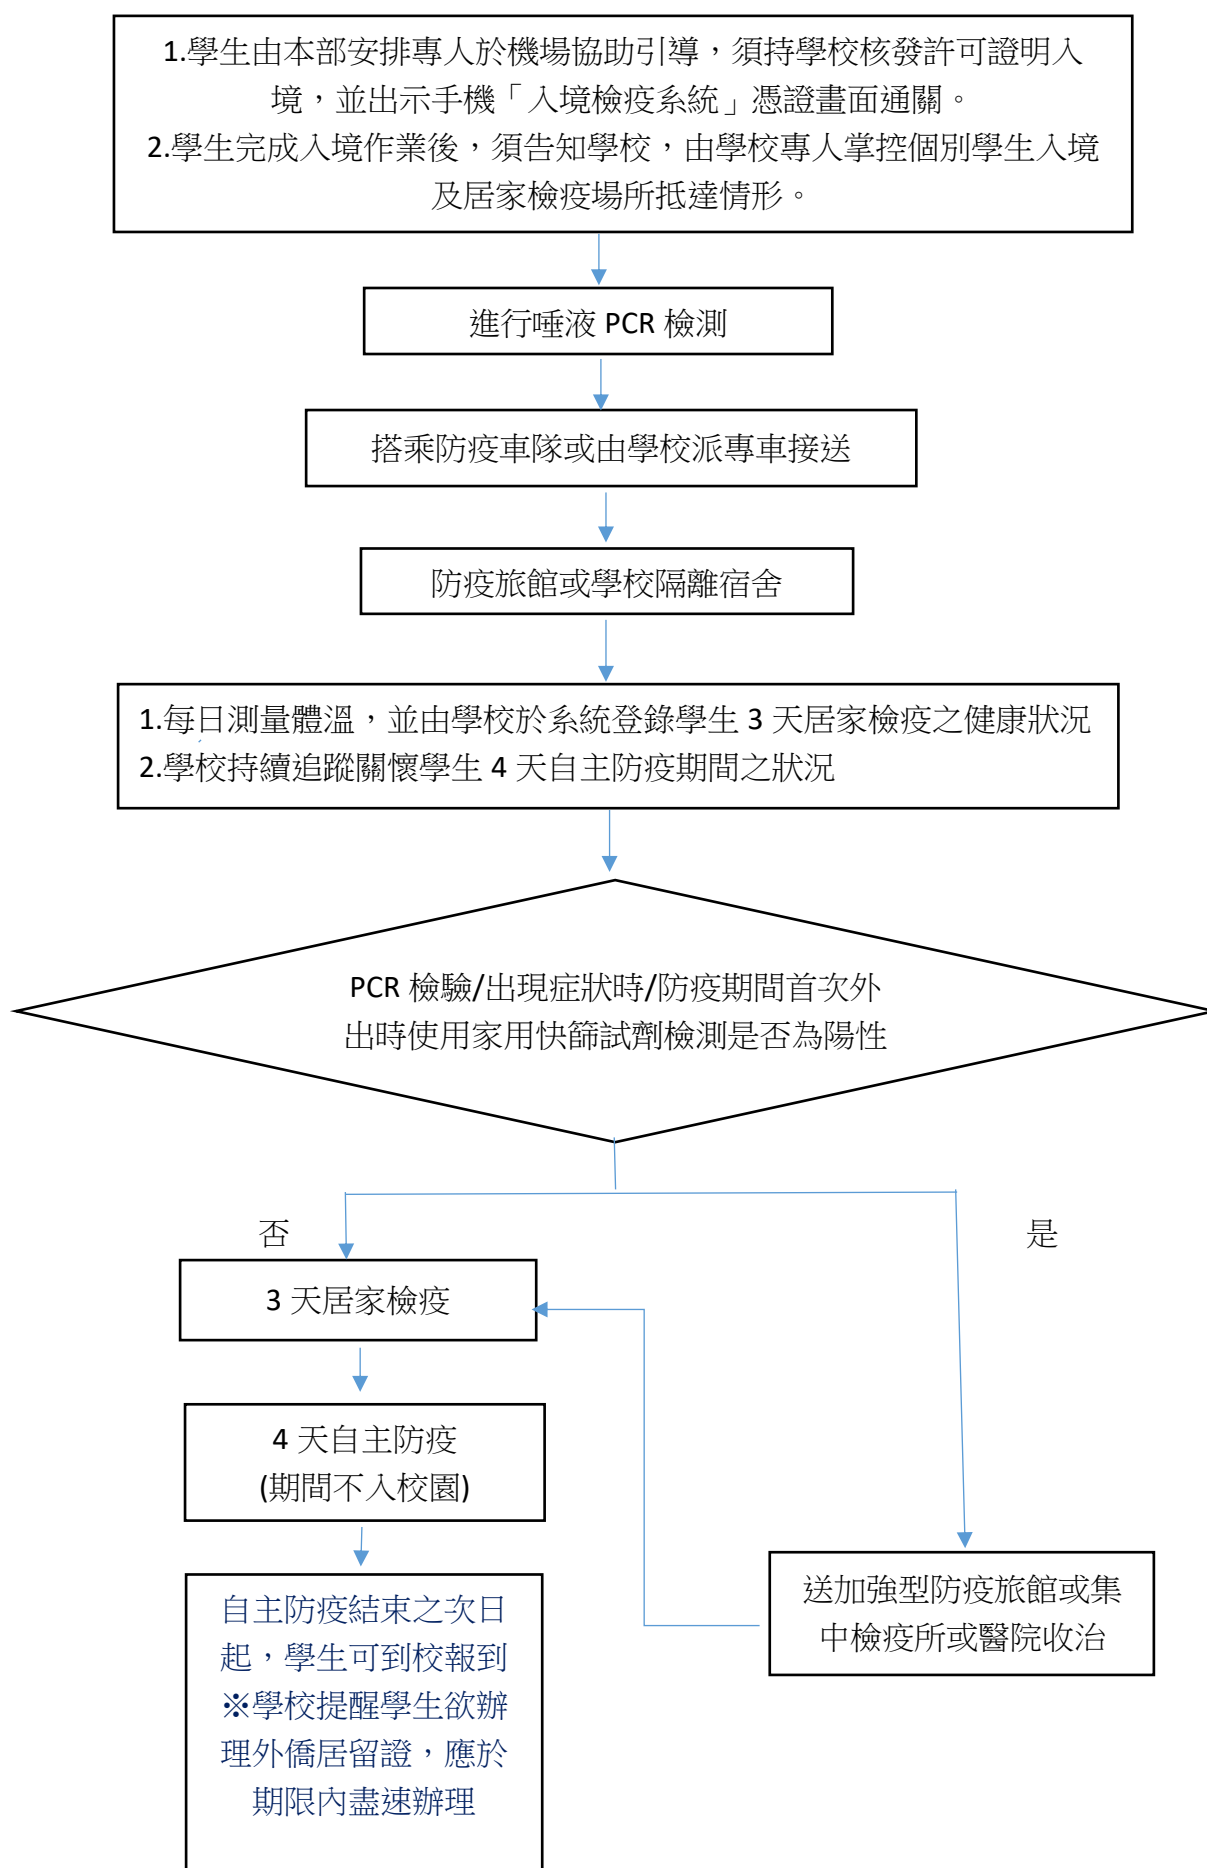 1.學生由本部安排專人於機場協助引導，須持學校核發許可證明入
境，並出示手機「入境檢疫系統」憑證畫面通關。
2.學生完成入境作業後，須告知學校，由學校專人掌控個別學生入境
及居家檢疫場所抵達情形。
進行唾液 PCR 檢測
搭乘防疫車隊或由學校派專車接送
防疫旅館或學校隔離宿舍
1.每日測量體溫，並由學校於系統登錄學生 3 天居家檢疫之健康狀況
2.學校持續追蹤關懷學生 4 天自主防疫期間之狀況
PCR 檢驗/出現症狀時/防疫期間首次外
出時使用家用快篩試劑檢測是否為陽性
否
是
3 天居家檢疫
4 天自主防疫
(期間不入校園)
自主防疫結束之次日
起，學生可到校報到
※學校提醒學生欲辦
理外僑居留證，應於
期限內盡速辦理
送加強型防疫旅館或集
中檢疫所或醫院收治